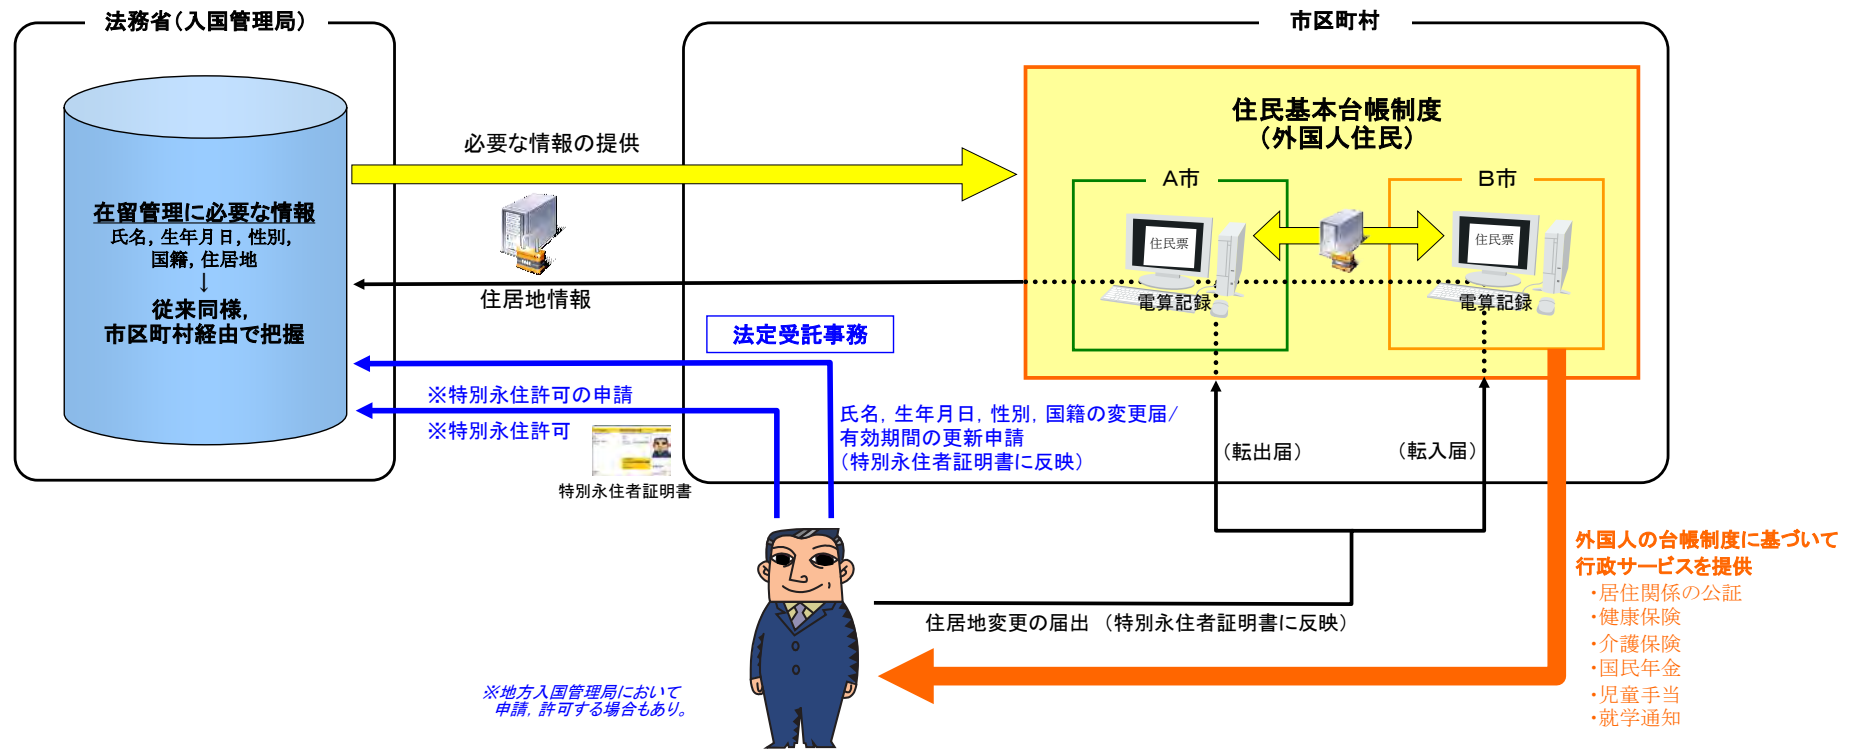 法務省（入国管理局）
市区町村
住民基本台帳制度
（外国人住民）
必要な情報の提供
A市
B市
在留管理に必要な情報
氏名，生年月日，性別，
国籍，住居地
↓
従来同様，
市区町村経由で把握
住民票
住民票
電算記録
電算記録
住居地情報
法定受託事務
※特別永住許可の申請
※特別永住許可
特別永住者証明書
氏名，生年月日，性別，国籍の変更届/
有効期間の更新申請
（特別永住者証明書に反映）
（転出届）
（転入届）
外国人の台帳制度に基づいて
行政サービスを提供
・居住関係の公証
・健康保険
・介護保険
・国民年金
・児童手当
・就学通知
住居地変更の届出　（特別永住者証明書に反映）
※地方入国管理局において
申請，許可する場合もあり。